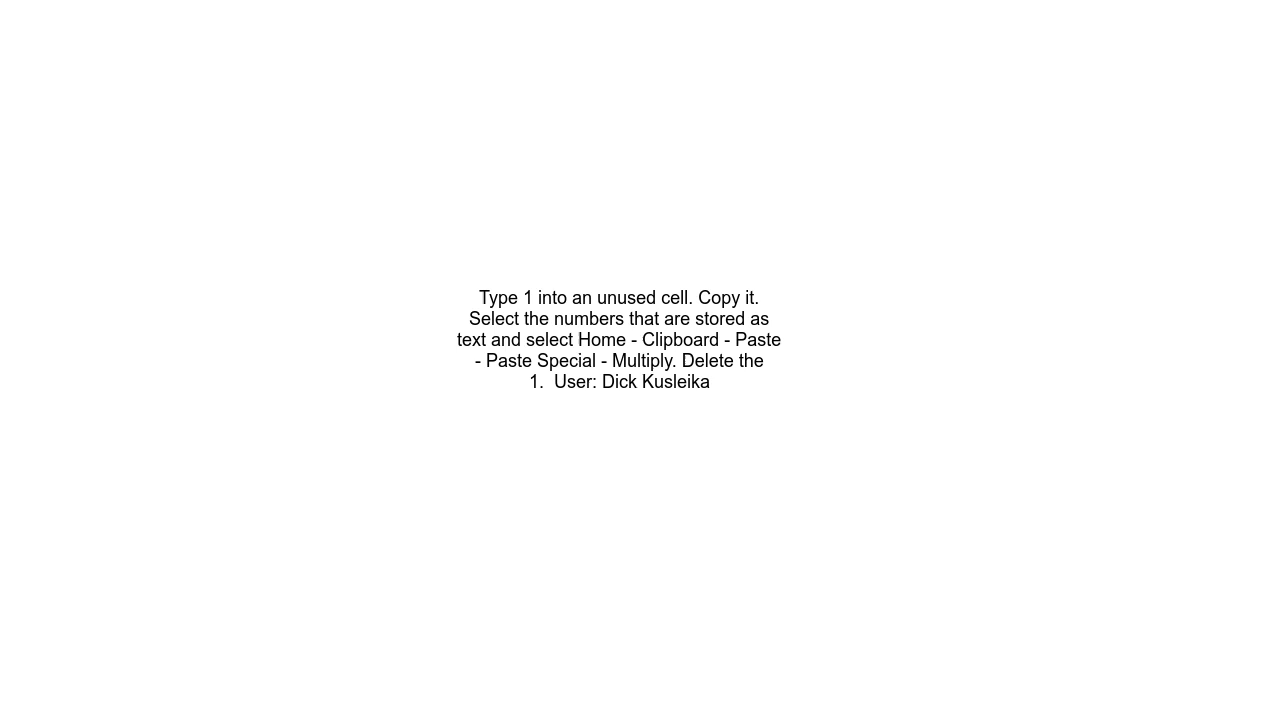 Type 1 into an unused cell. Copy it.
Select the numbers that are stored as
text and select Home - Clipboard - Paste
- Paste Special - Multiply. Delete the
1.  User: Dick Kusleika